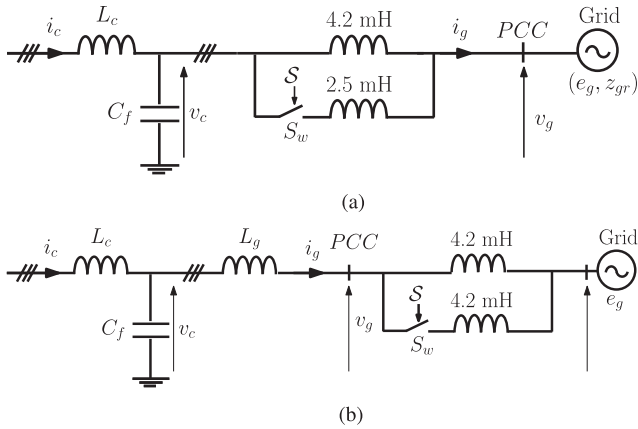 i_c L_c 4.2 mH i_g PCC Grid
S 2.5 mH
C_f v_c S_w v_g (e_g, z_gr)
(a)
i_c L_c L_g i_g PCC 4.2 mH Grid
S 4.2 mH e_g
C_f v_c v_g S_w
(b)